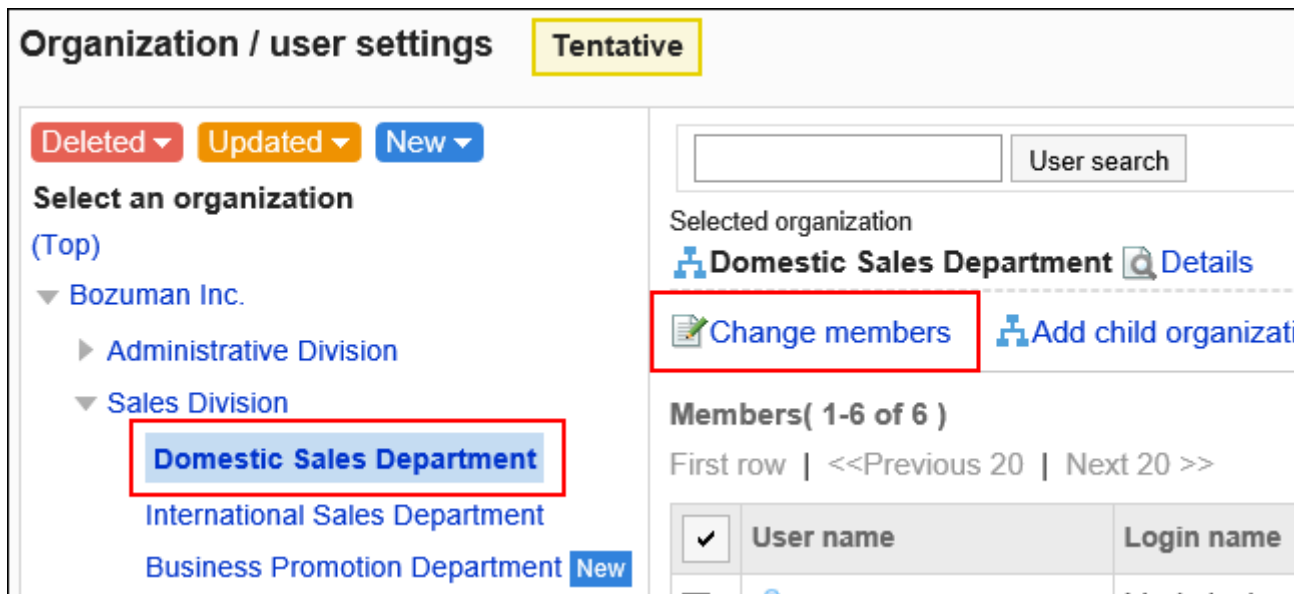 Organization / user settings Tentative
Deleted Updated New
Select an organization
(Top)
Bozuman Inc.
Administrative Division
Sales Division
Domestic Sales Department
International Sales Department
Business Promotion Department New
User search
Selected organization
Domestic Sales Department Details
Change members Add child organizati
Members( 1-6 of 6 )
First row | <<Previous 20 | Next 20 >>
User name Login name